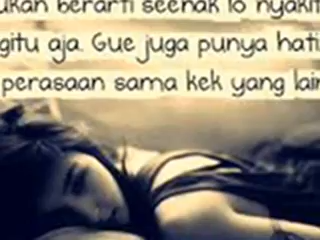 ukan berarti seenak lo nyakit
gitu aja. Gue juga punya hati
perasaan sama kek yang lain